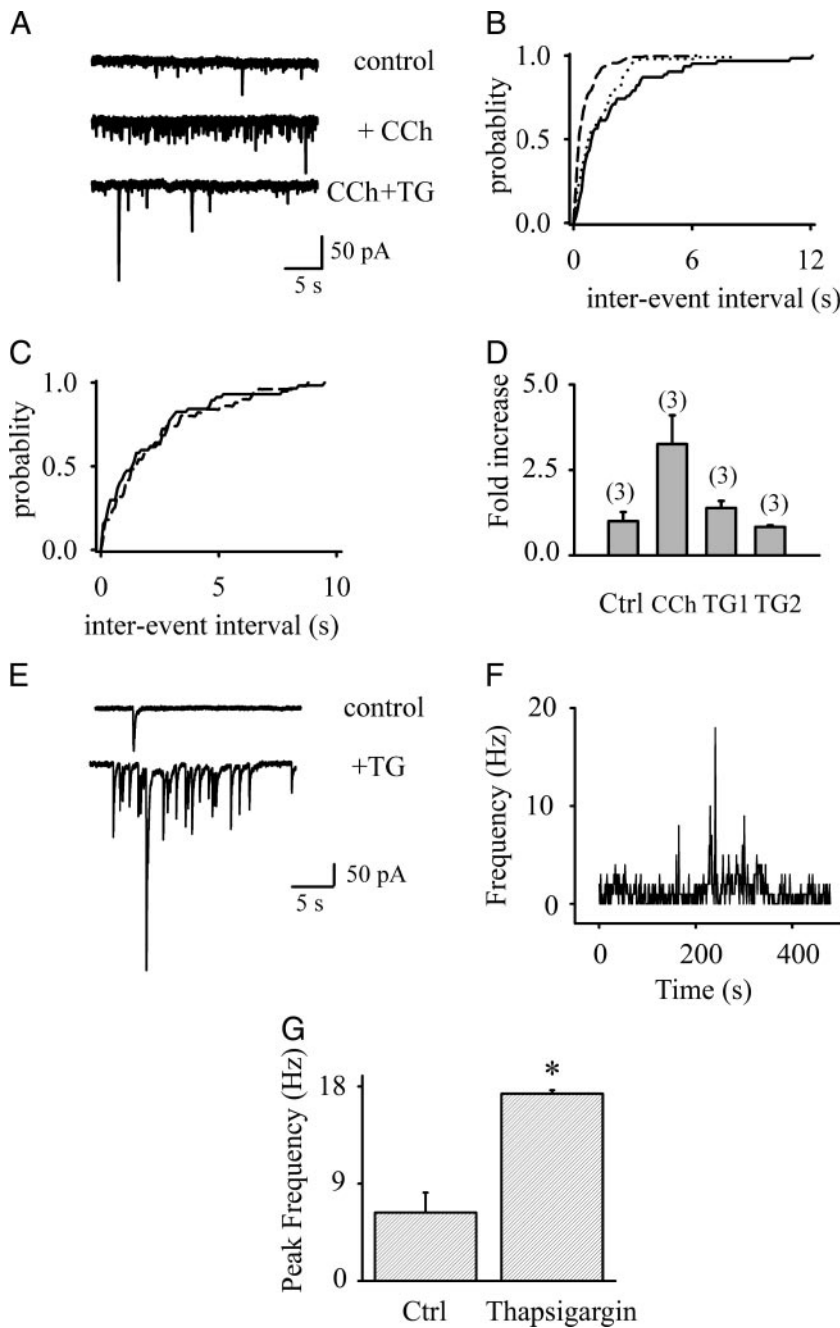 A
control
+ CCh
CCh+TG
50 pA
5 s
B
probablity
1.0
0.5
0.0
0 6 12
inter-event interval (s)
C
probablity
1.0
0.5
0.0
0 5 10
inter-event interval (s)
D
Fold increase
5.0
2.5
0.0
(3) (3) (3) (3)
Ctrl CCh TG1 TG2
E
control
+TG
50 pA
5 s
F
Frequency (Hz)
20
10
0
0 200 400
Time (s)
G
Peak Frequency (Hz)
18
9
0
*
Ctrl Thapsigargin